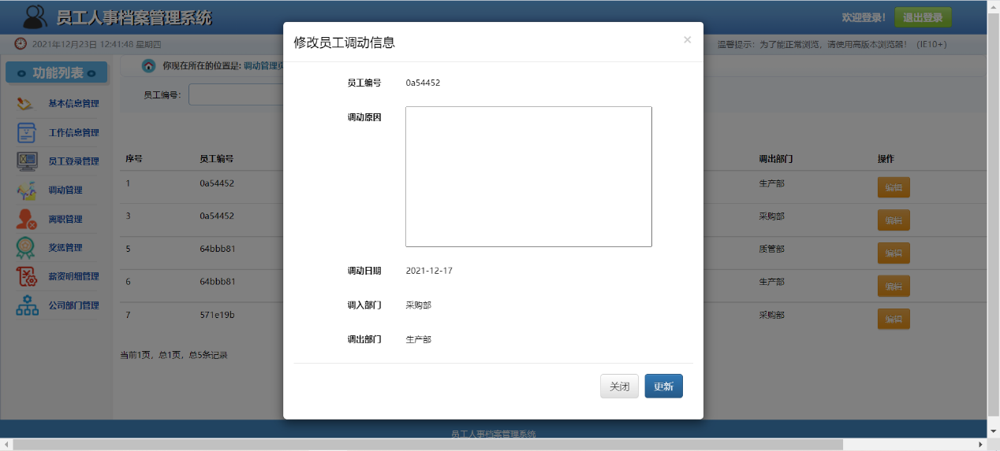 员工人事档案管理系统
欢迎登录！ 退出登录
2021年12月23日 12:41:48 星期四
温馨提示：为了能正常浏览，请使用高版本浏览器！ (IE10+)
功能列表
基本信息管理
工作信息管理
员工登录管理
调动管理
离职管理
奖惩管理
薪资明细管理
公司部门管理
你现在所在的位置是: 调动管理
员工编号：
序号 员工编号 调出部门 操作
1 0a54452 生产部 编辑
3 0a54452 采购部 编辑
5 64bbb81 质管部 编辑
6 64bbb81 生产部 编辑
7 571e19b 采购部 编辑
当前1页，总1页，总5条记录
修改员工调动信息 ×
员工编号 0a54452
调动原因
调动日期 2021-12-17
调入部门 采购部
调出部门 生产部
关闭 更新
员工人事档案管理系统